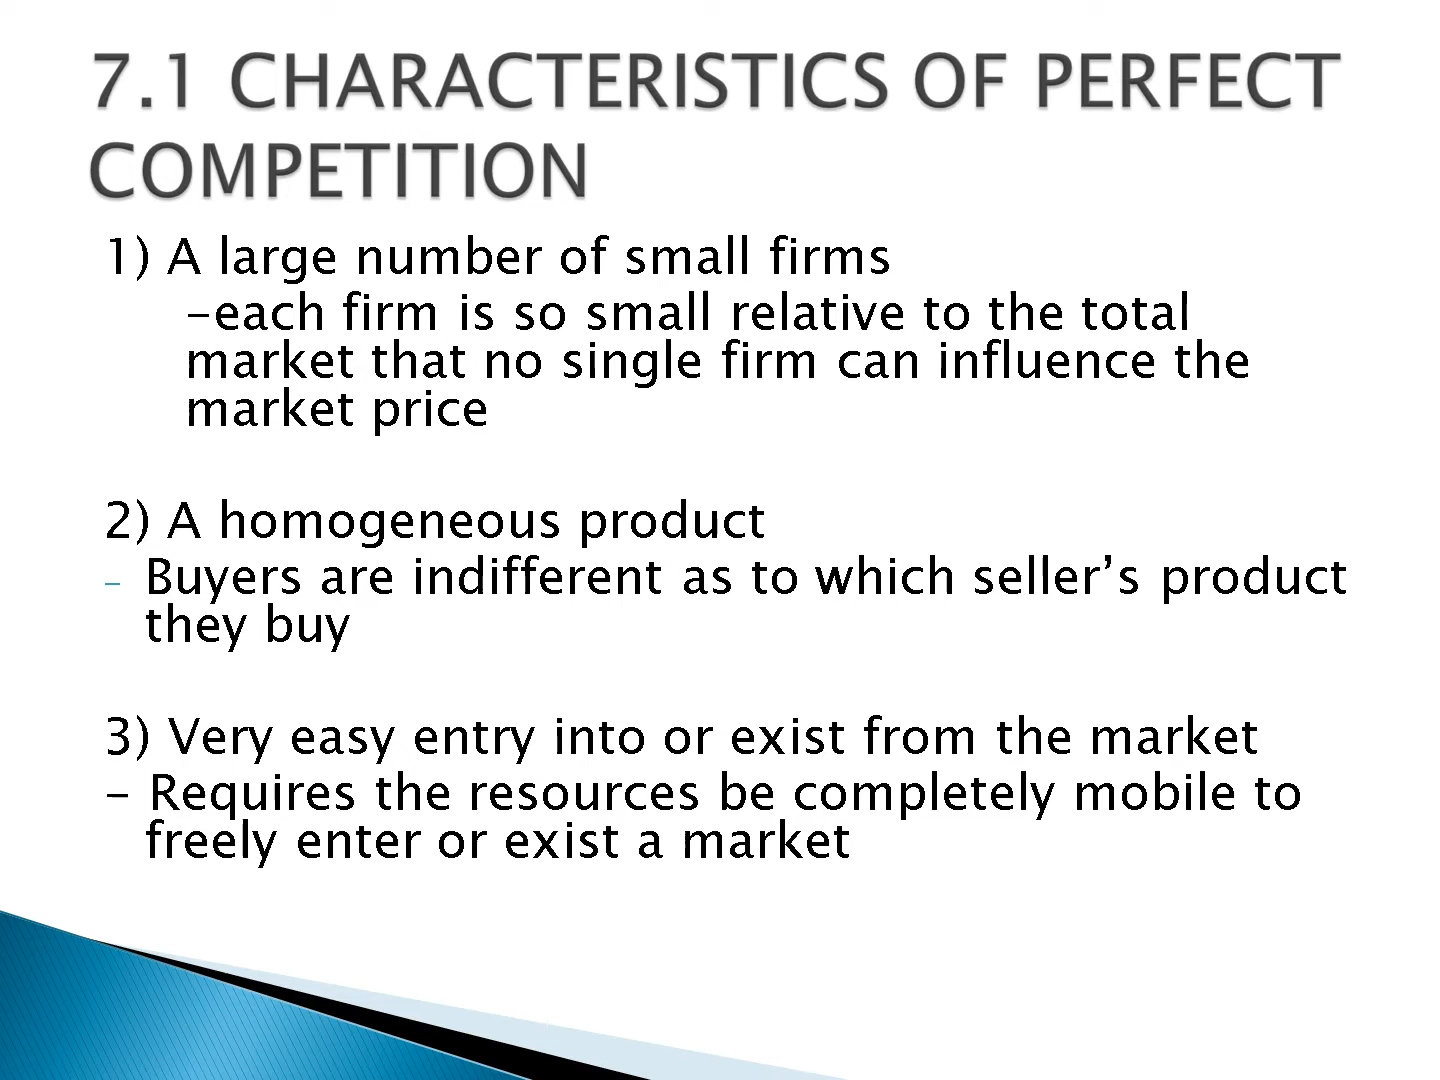 7.1 CHARACTERISTICS OF PERFECT
COMPETITION
1) A large number of small firms
-each firm is so small relative to the total
market that no single firm can influence the
market price
2) A homogeneous product
- Buyers are indifferent as to which seller’s product
they buy
3) Very easy entry into or exist from the market
- Requires the resources be completely mobile to
freely enter or exist a market